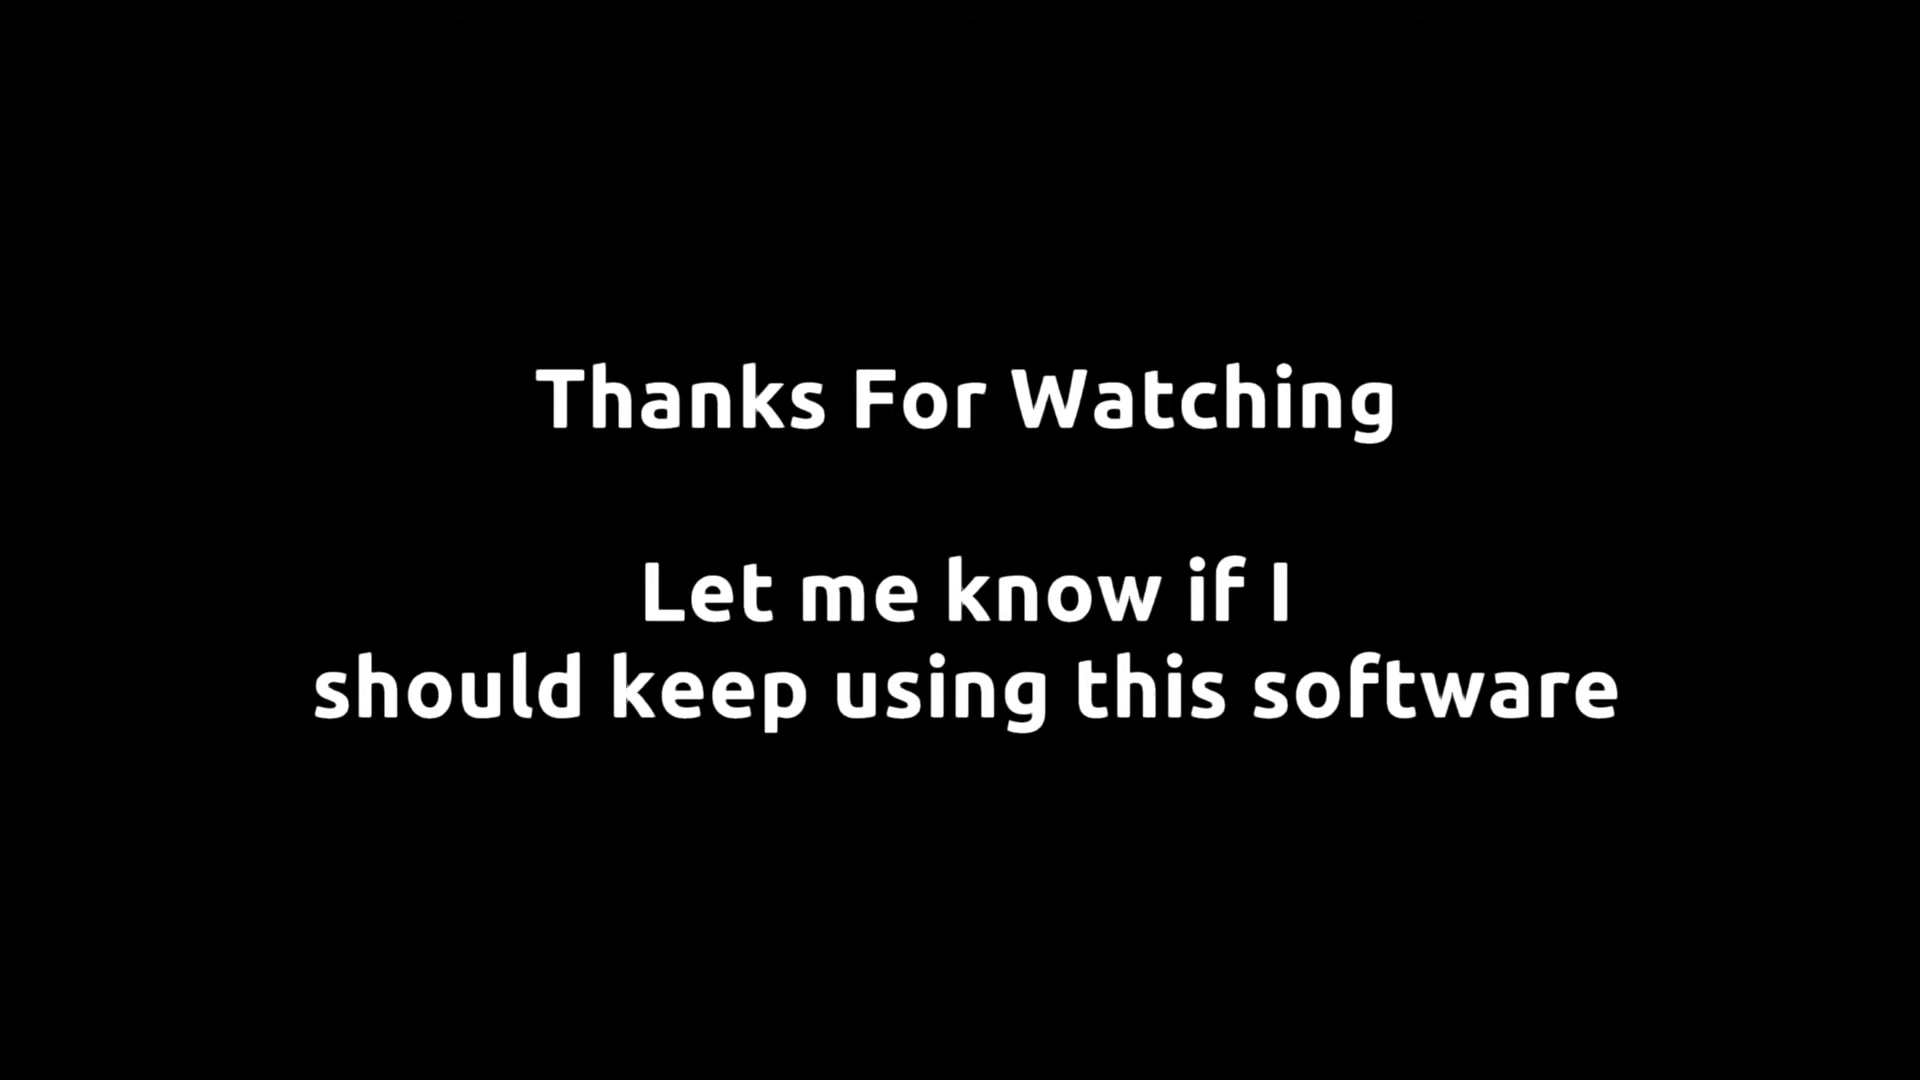 Thanks For Watching
Let me know if I
should keep using this software